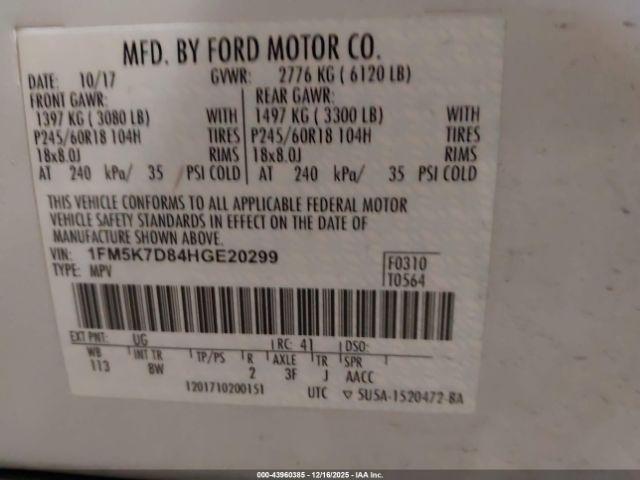 MFD. BY FORD MOTOR CO.
DATE: 10/17 GVWR: 2776 KG ( 6120 LB)
FRONT GAWR: REAR GAWR:
1397 KG ( 3080 LB) WITH 1497 KG ( 3300 LB) WITH
P245/60R18 104H TIRES P245/60R18 104H TIRES
18x8.0J RIMS 18x8.0J RIMS
AT 240 kPa/ 35 PSI COLD AT 240 kPa/ 35 PSI COLD
THIS VEHICLE CONFORMS TO ALL APPLICABLE FEDERAL MOTOR
VEHICLE SAFETY STANDARDS IN EFFECT ON THE DATE OF
MANUFACTURE SHOWN ABOVE.
VIN: 1FM5K7D84HGE20299
TYPE: MPV
F0310
T0564
EXT PNT: UG RC: 41 DSO:
WB INT TR TP/PS R AXLE TR SPR
113 BW 2 3F J AACC
1201710200151 UTC ▽ 5U5A-1520472-BA
000-43960385 - 12/16/2025 - IAA Inc.